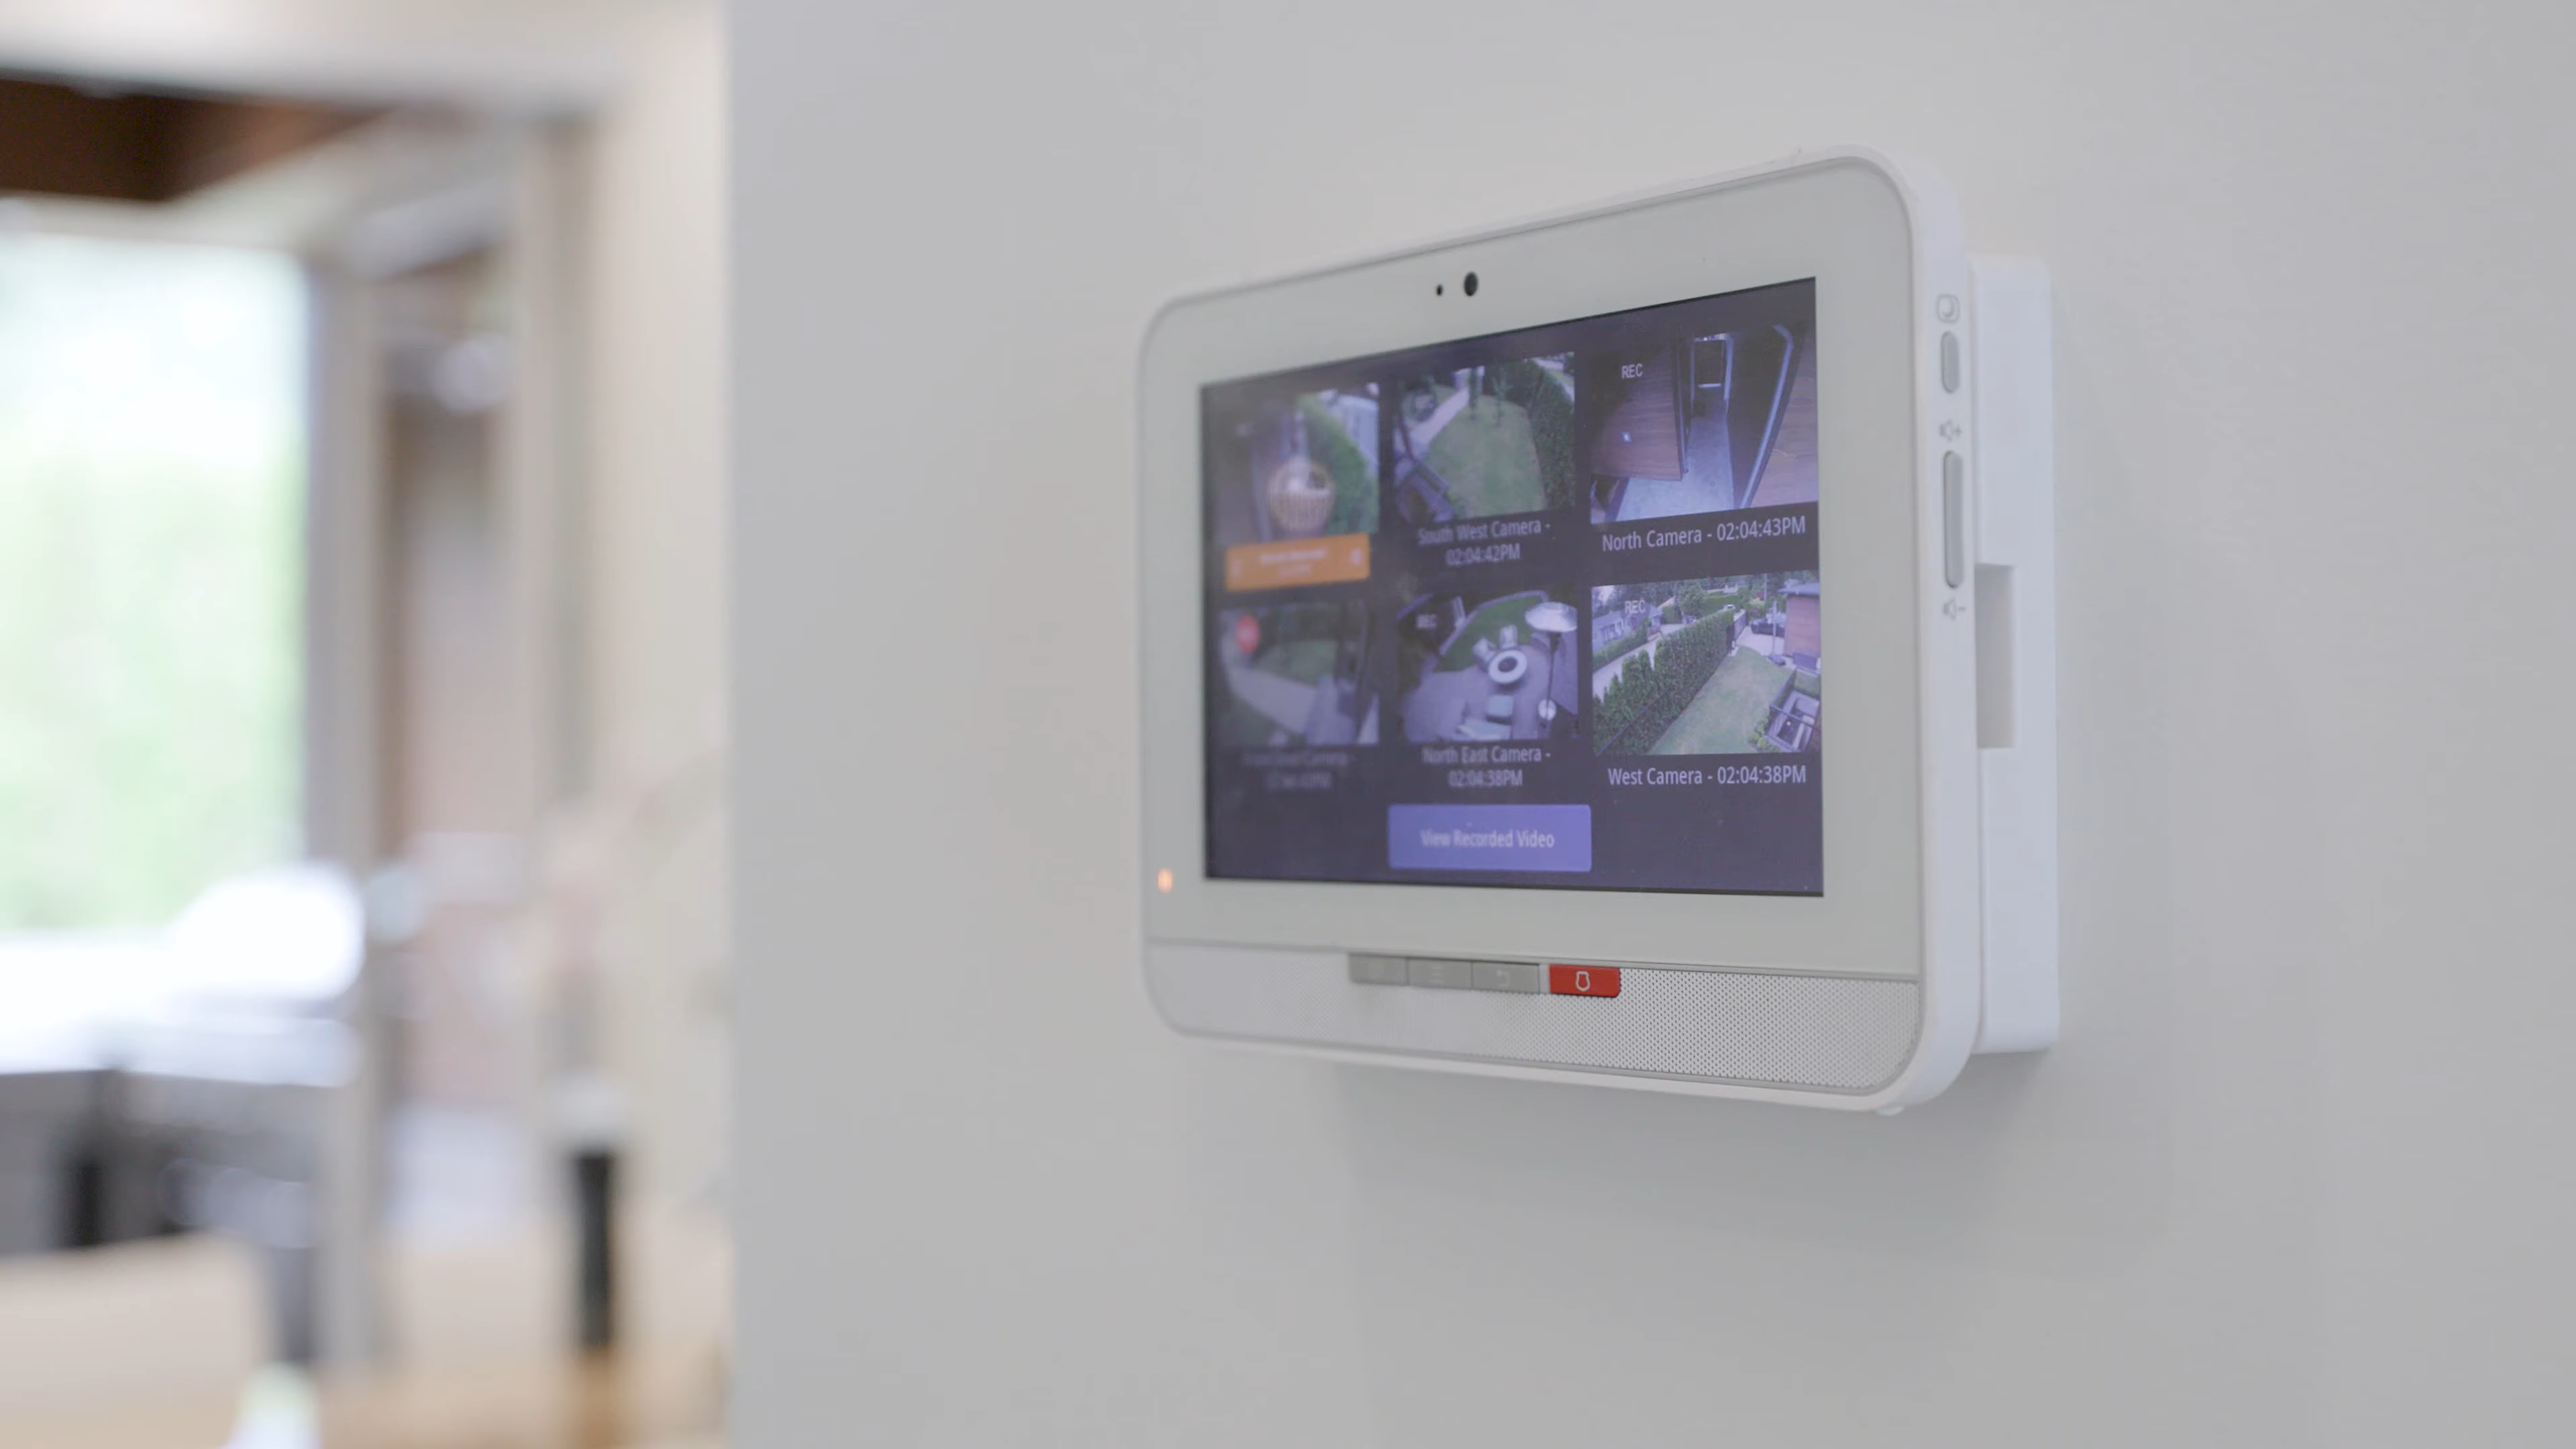 REC
South West Camera -
02:04:42PM
North Camera - 02:04:43PM
REC
REC
North East Camera -
02:04:38PM
West Camera - 02:04:38PM
View Recorded Video